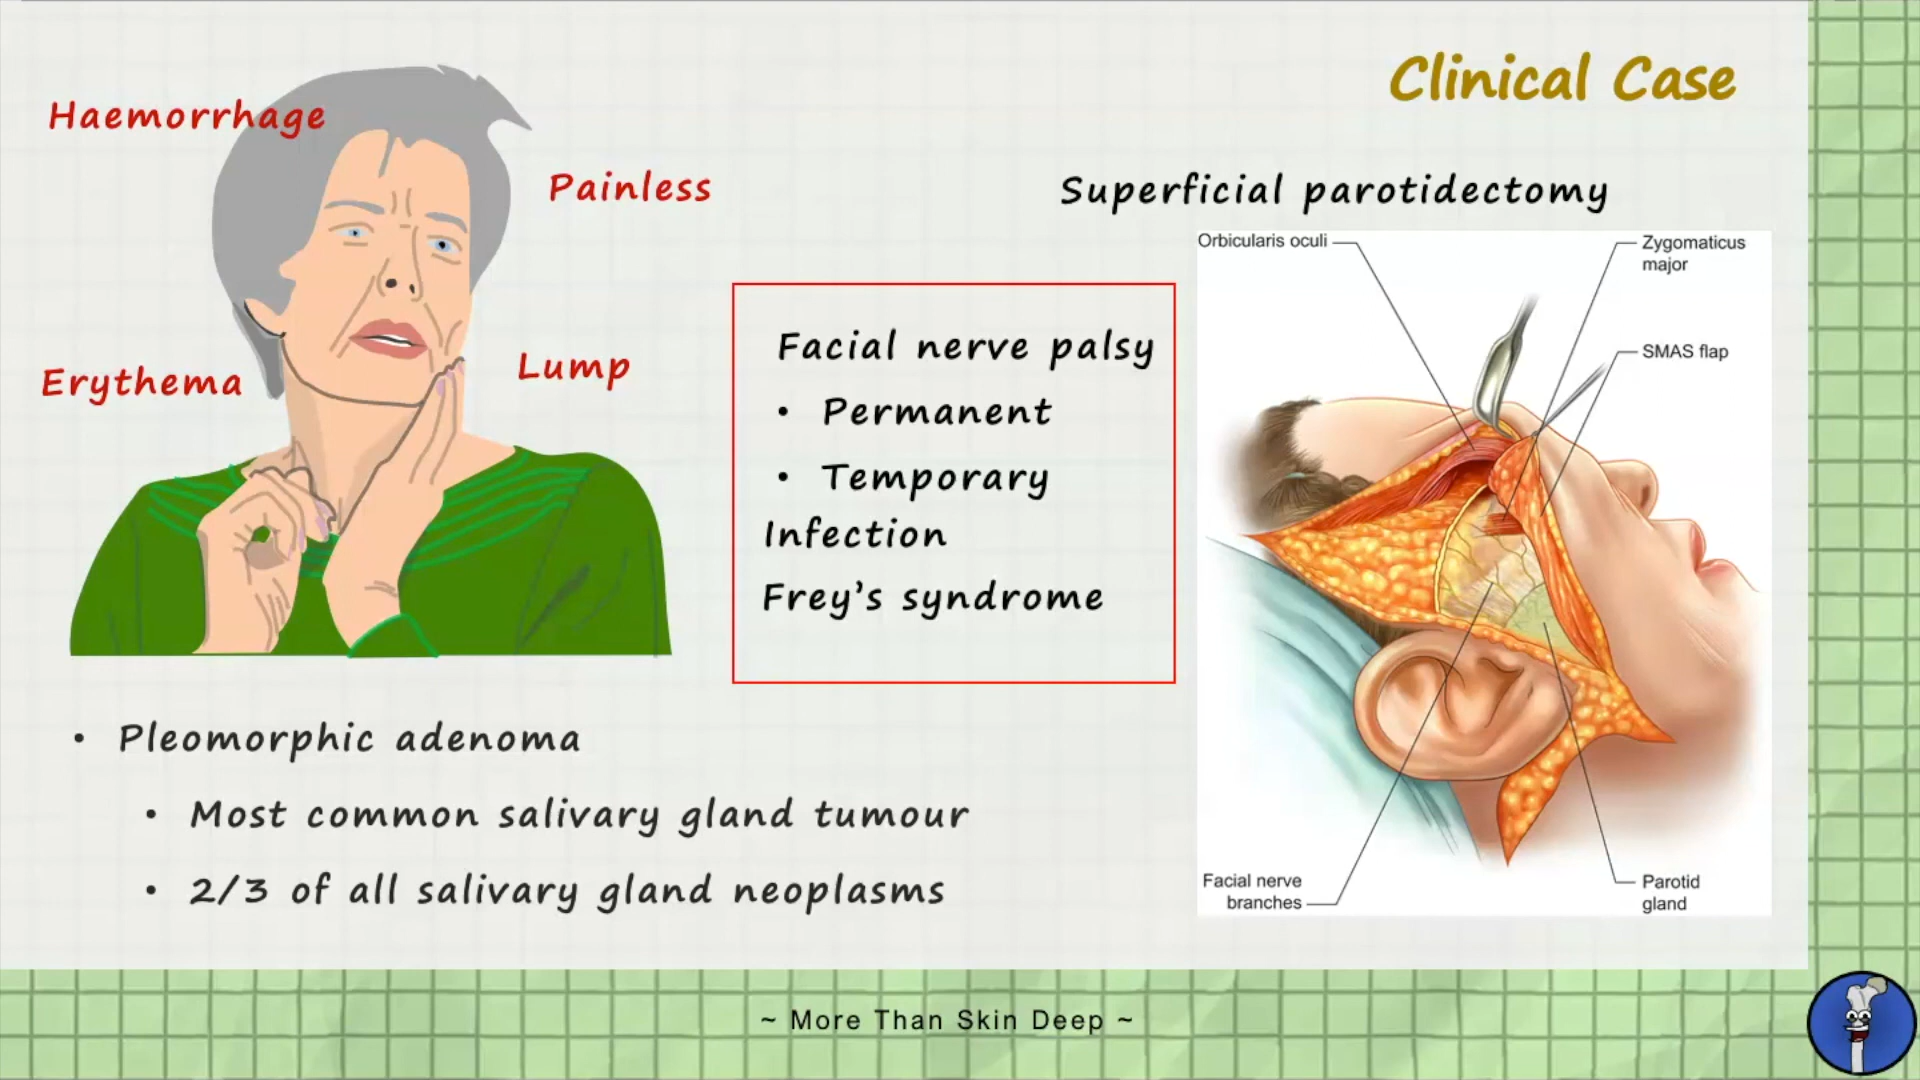 Clinical Case
Haemorrhage
Painless
Erythema
Lump
Superficial parotidectomy
Facial nerve palsy
• Permanent
• Temporary
Infection
Frey's syndrome
Orbicularis oculi
Zygomaticus
major
SMAS flap
Facial nerve
branches
Parotid
gland
• Pleomorphic adenoma
• Most common salivary gland tumour
• 2/3 of all salivary gland neoplasms
~ More Than Skin Deep ~